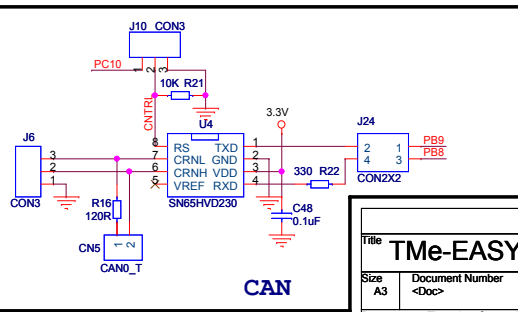 J10 CON3
PC10
1 2 3
10K R21
CNTRL
U4
3.3V
J24
J6
8 RS TXD 1
7 CRNL GND 2
6 CRNH VDD 3
5 VREF RXD 4
SN65HVD230
2 1 PB9
4 3 PB8
CON2X2
330 R22
3
2
1
CON3
R16
120R
C48
0.1uF
CN5
1 2
CAN0_T
CAN
Title
TMe-EASY
Size
A3
Document Number
<Doc>